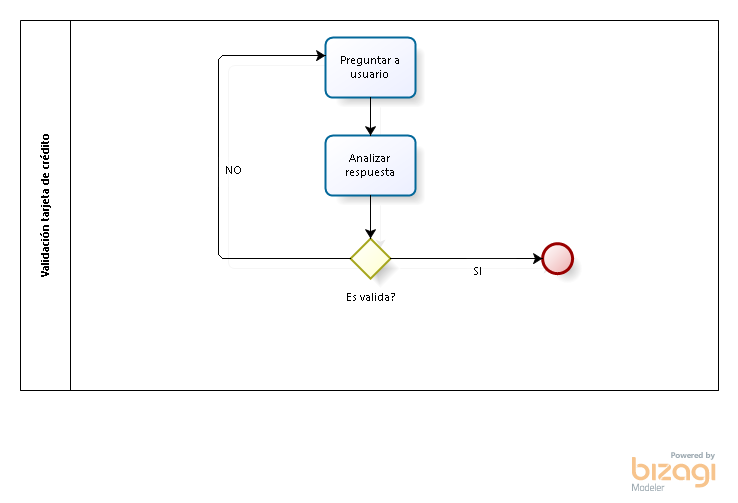 Validación tarjeta de crédito
Preguntar a
usuario
Analizar
respuesta
NO
SI
Es valida?
Powered by
bizagi
Modeler